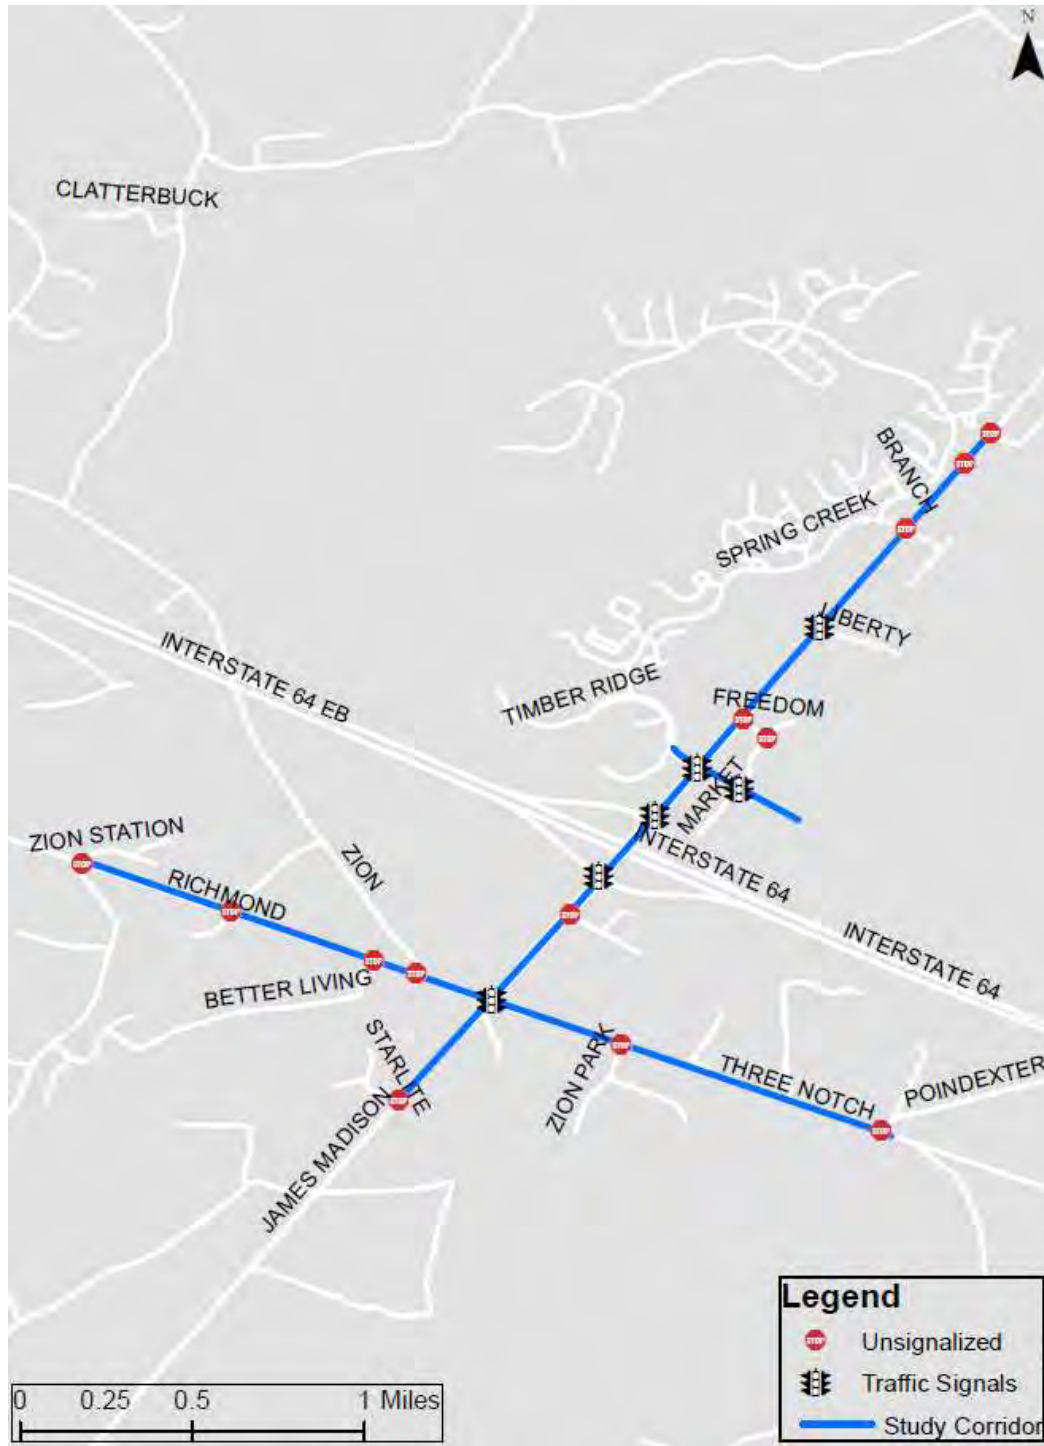 N
CLATTERBUCK
BRANCH
SPRING CREEK
LIBERTY
INTERSTATE 64 EB
TIMBER RIDGE
FREEDOM
MARKET
ZION STATION
INTERSTATE 64
ZION
RICHMOND
INTERSTATE 64
BETTER LIVING
STARLITE
ZION PARK
THREE NOTCH
POINDEXTER
JAMES MADISON
Legend
STOP Unsignalized
Traffic Signals
Study Corridor
0 0.25 0.5 1 Miles